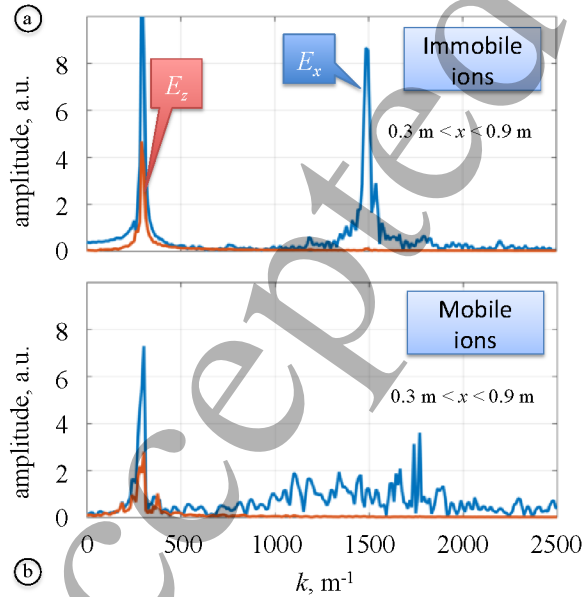 a
amplitude, a.u.
8
6
4
2
0
E_z
E_x
Immobile
ions
0.3 m < x < 0.9 m
amplitude, a.u.
8
6
4
2
0
Mobile
ions
0.3 m < x < 0.9 m
0 500 1000 1500 2000 2500
b
k, m⁻¹
ccepted